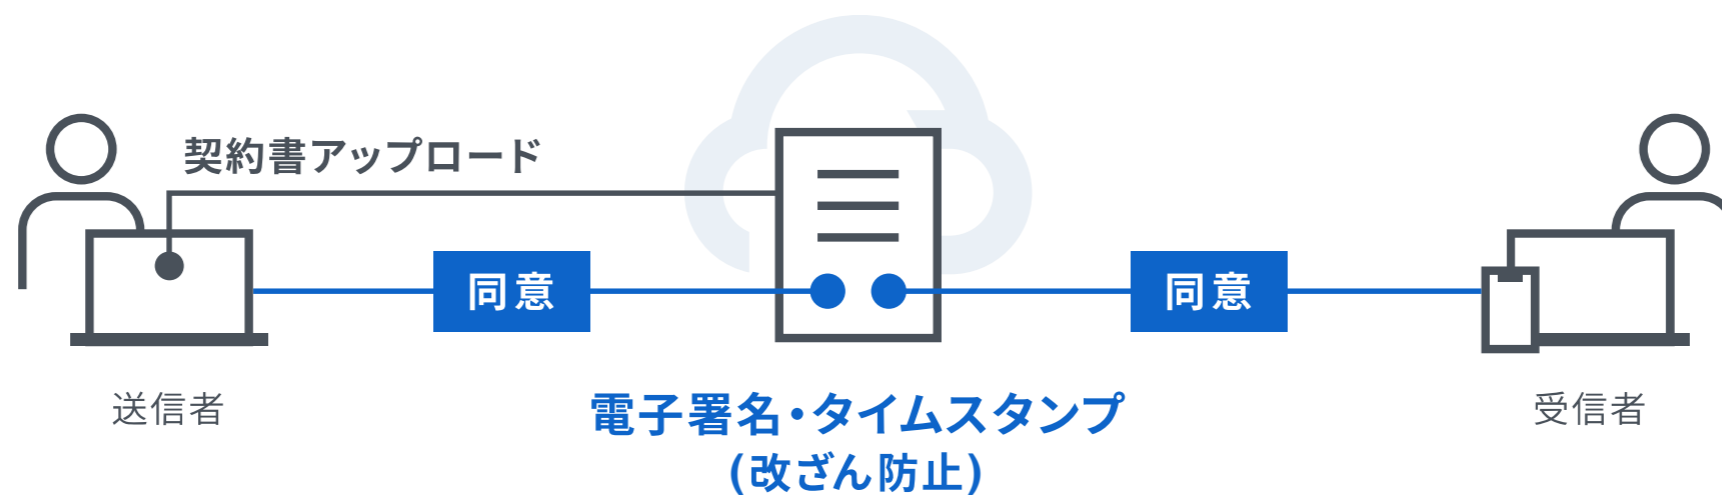 契約書アップロード
同意
同意
送信者
電子署名・タイムスタンプ
(改ざん防止)
受信者